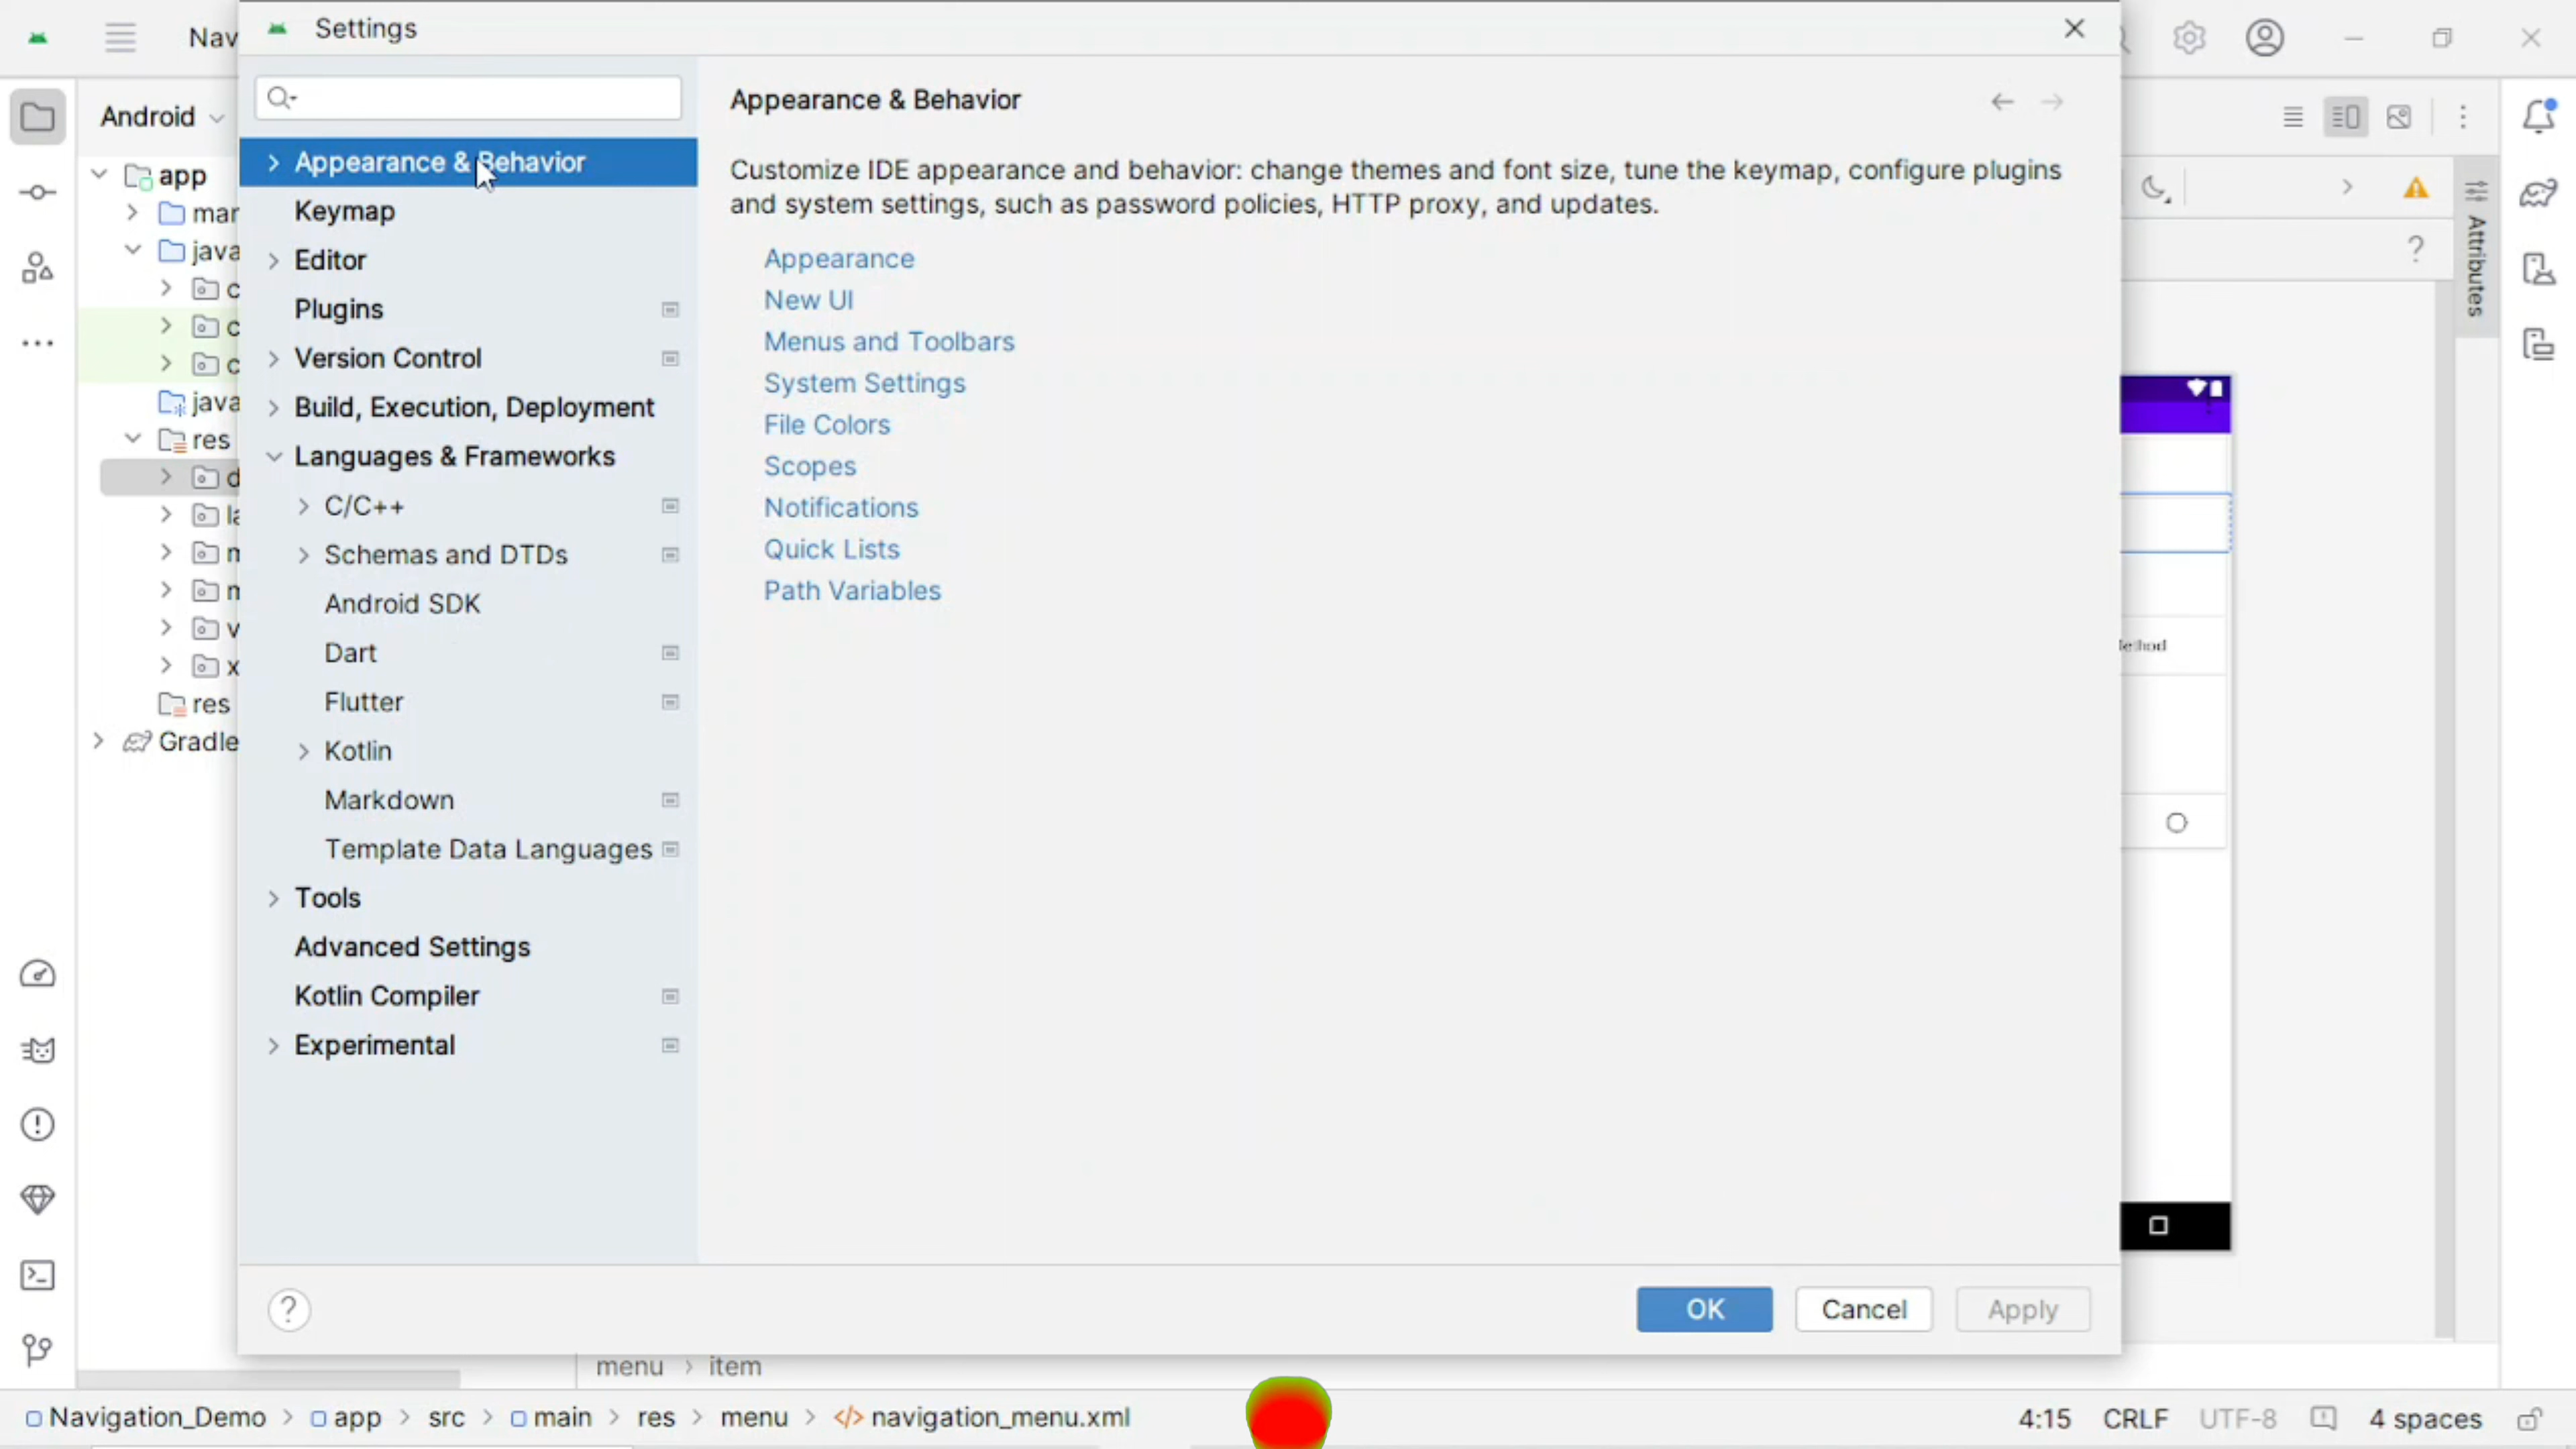 Nav
Settings
Android
app
java
java
res
res
Gradle
Appearance & Behavior
Keymap
Editor
Plugins
Version Control
Build, Execution, Deployment
Languages & Frameworks
C/C++
Schemas and DTDs
Android SDK
Dart
Flutter
Kotlin
Markdown
Template Data Languages
Tools
Advanced Settings
Kotlin Compiler
Experimental
Appearance & Behavior
Customize IDE appearance and behavior: change themes and font size, tune the keymap, configure plugins
and system settings, such as password policies, HTTP proxy, and updates.
Appearance
New UI
Menus and Toolbars
System Settings
File Colors
Scopes
Notifications
Quick Lists
Path Variables
Attributes
OK
Cancel
Apply
menu > item
Navigation_Demo > app > src > main > res > menu > navigation_menu.xml
4:15 CRLF UTF-8 4 spaces